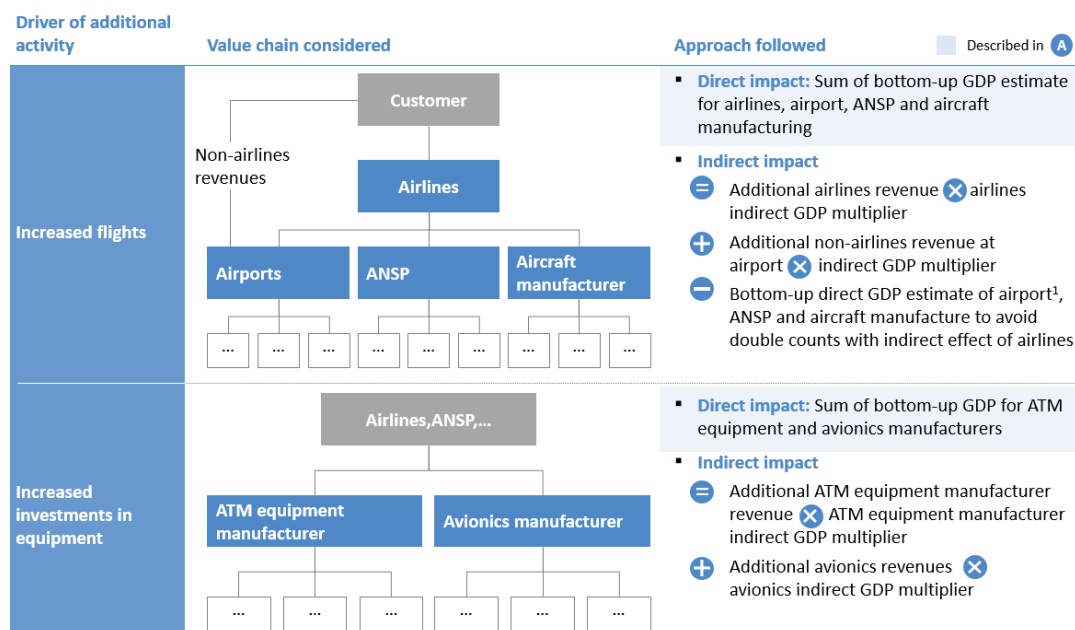 Driver of additional
activity
Value chain considered
Approach followed
Described in A
Increased flights
Customer
Non-airlines
revenues
Airlines
Airports
ANSP
Aircraft
manufacturer
... ... ... ... ... ... ... ... ...
▪ Direct impact: Sum of bottom-up GDP estimate
for airlines, airport, ANSP and aircraft
manufacturing
▪ Indirect impact
= Additional airlines revenue × airlines
indirect GDP multiplier
+ Additional non-airlines revenue at
airport × indirect GDP multiplier
− Bottom-up direct GDP estimate of airport¹,
ANSP and aircraft manufacture to avoid
double counts with indirect effect of airlines
Increased
investments in
equipment
Airlines,ANSP,...
ATM equipment
manufacturer
Avionics manufacturer
... ... ... ... ... ...
▪ Direct impact: Sum of bottom-up GDP for ATM
equipment and avionics manufacturers
▪ Indirect impact
= Additional ATM equipment manufacturer
revenue × ATM equipment manufacturer
indirect GDP multiplier
+ Additional avionics revenues ×
avionics indirect GDP multiplier